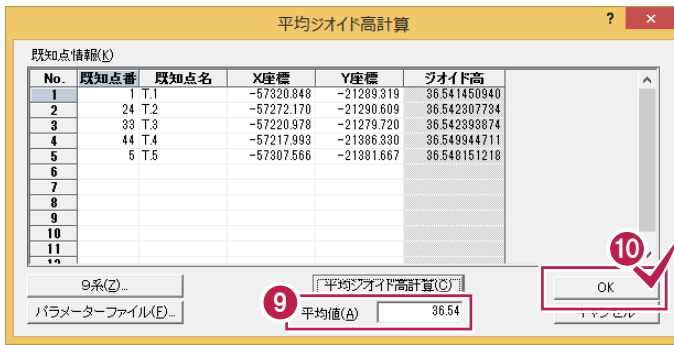 平均ジオイド高計算 ? ×
既知点情報(K)
No. 既知点番 既知点名 X座標 Y座標 ジオイド高
1 1 T.1 -57320.848 -21289.319 36.541450940
2 24 T.2 -57272.170 -21290.609 36.542307734
3 33 T.3 -57220.978 -21279.720 36.542393874
4 44 T.4 -57217.993 -21386.330 36.549944711
5 5 T.5 -57307.566 -21381.667 36.548151218
6
7
8
9
10
11
12
9系(Z)... 平均ジオイド高計算(C) 10 OK
パラメーターファイル(F)... 9 平均値(A) 36.54 キャンセル